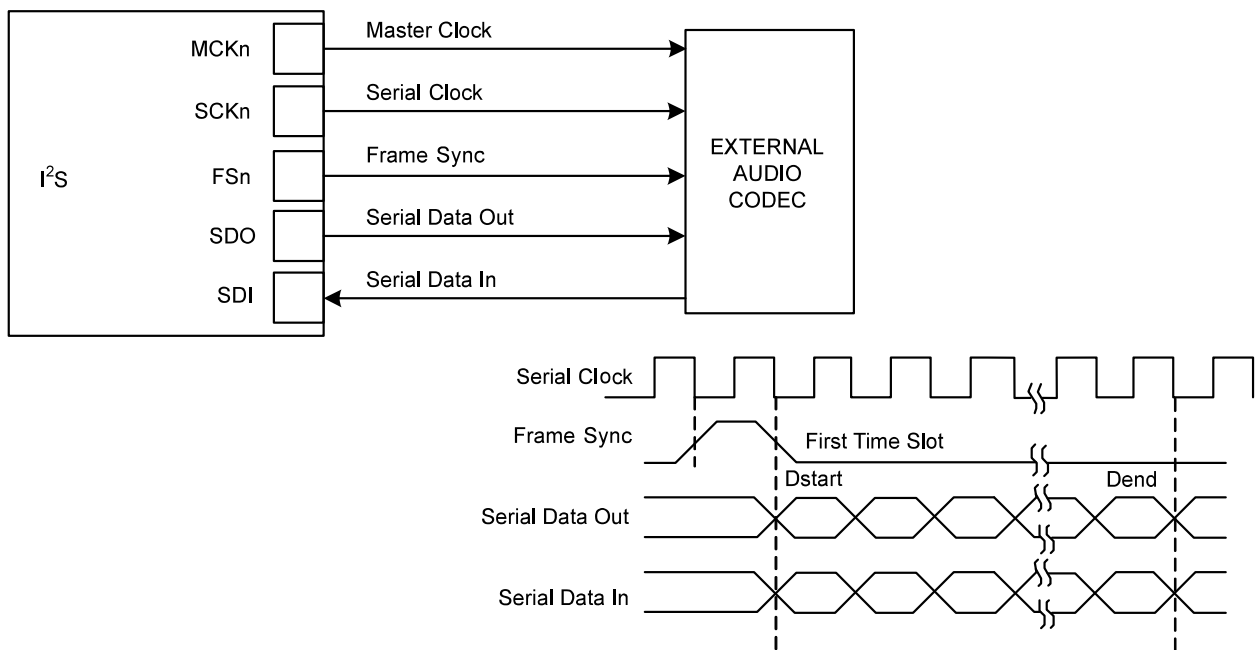 MCKn
Master Clock
SCKn
Serial Clock
I²S
FSn
Frame Sync
EXTERNAL
AUDIO
CODEC
SDO
Serial Data Out
SDI
Serial Data In
Serial Clock
Frame Sync
First Time Slot
Dstart
Dend
Serial Data Out
Serial Data In